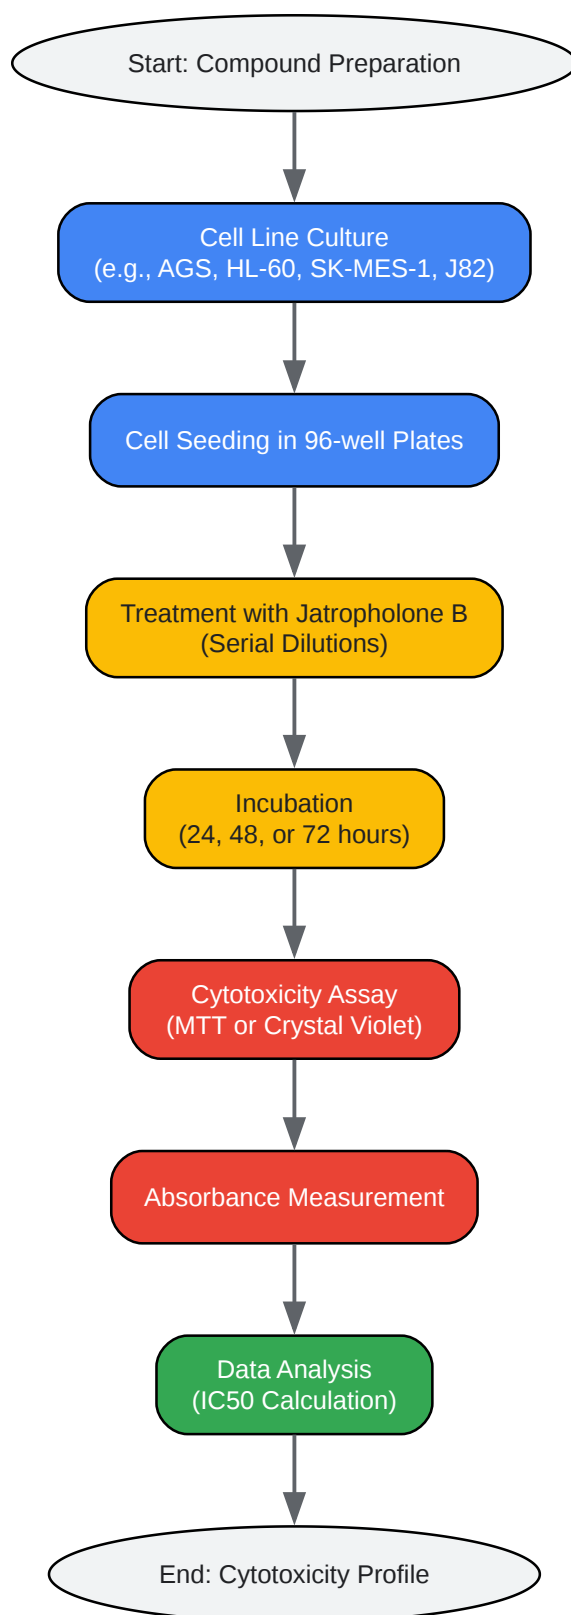 Start: Compound Preparation
Cell Line Culture
(e.g., AGS, HL-60, SK-MES-1, J82)
Cell Seeding in 96-well Plates
Treatment with Jatropholone B
(Serial Dilutions)
Incubation
(24, 48, or 72 hours)
Cytotoxicity Assay
(MTT or Crystal Violet)
Absorbance Measurement
Data Analysis
(IC50 Calculation)
End: Cytotoxicity Profile